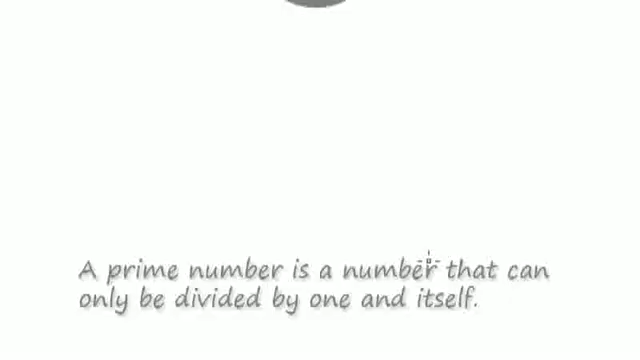 A prime number is a number that can
only be divided by one and itself.